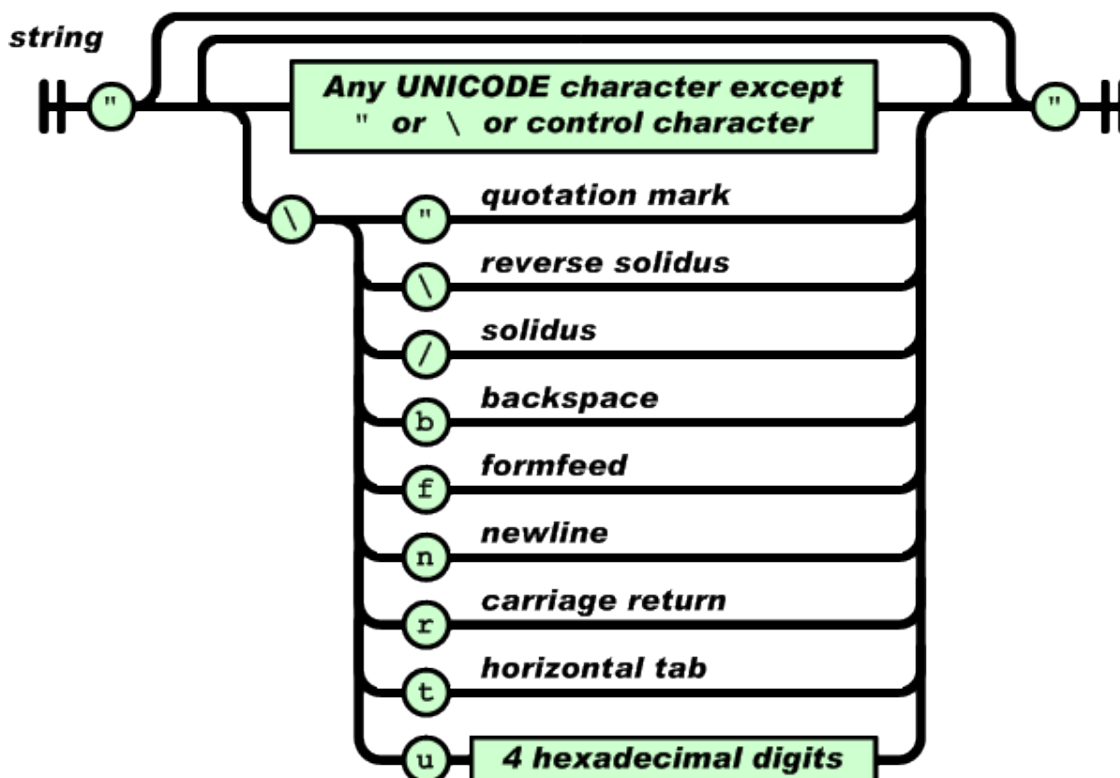 string
"
Any UNICODE character except
" or \ or control character
"
\
" quotation mark
\ reverse solidus
/ solidus
b backspace
f formfeed
n newline
r carriage return
t horizontal tab
u 4 hexadecimal digits